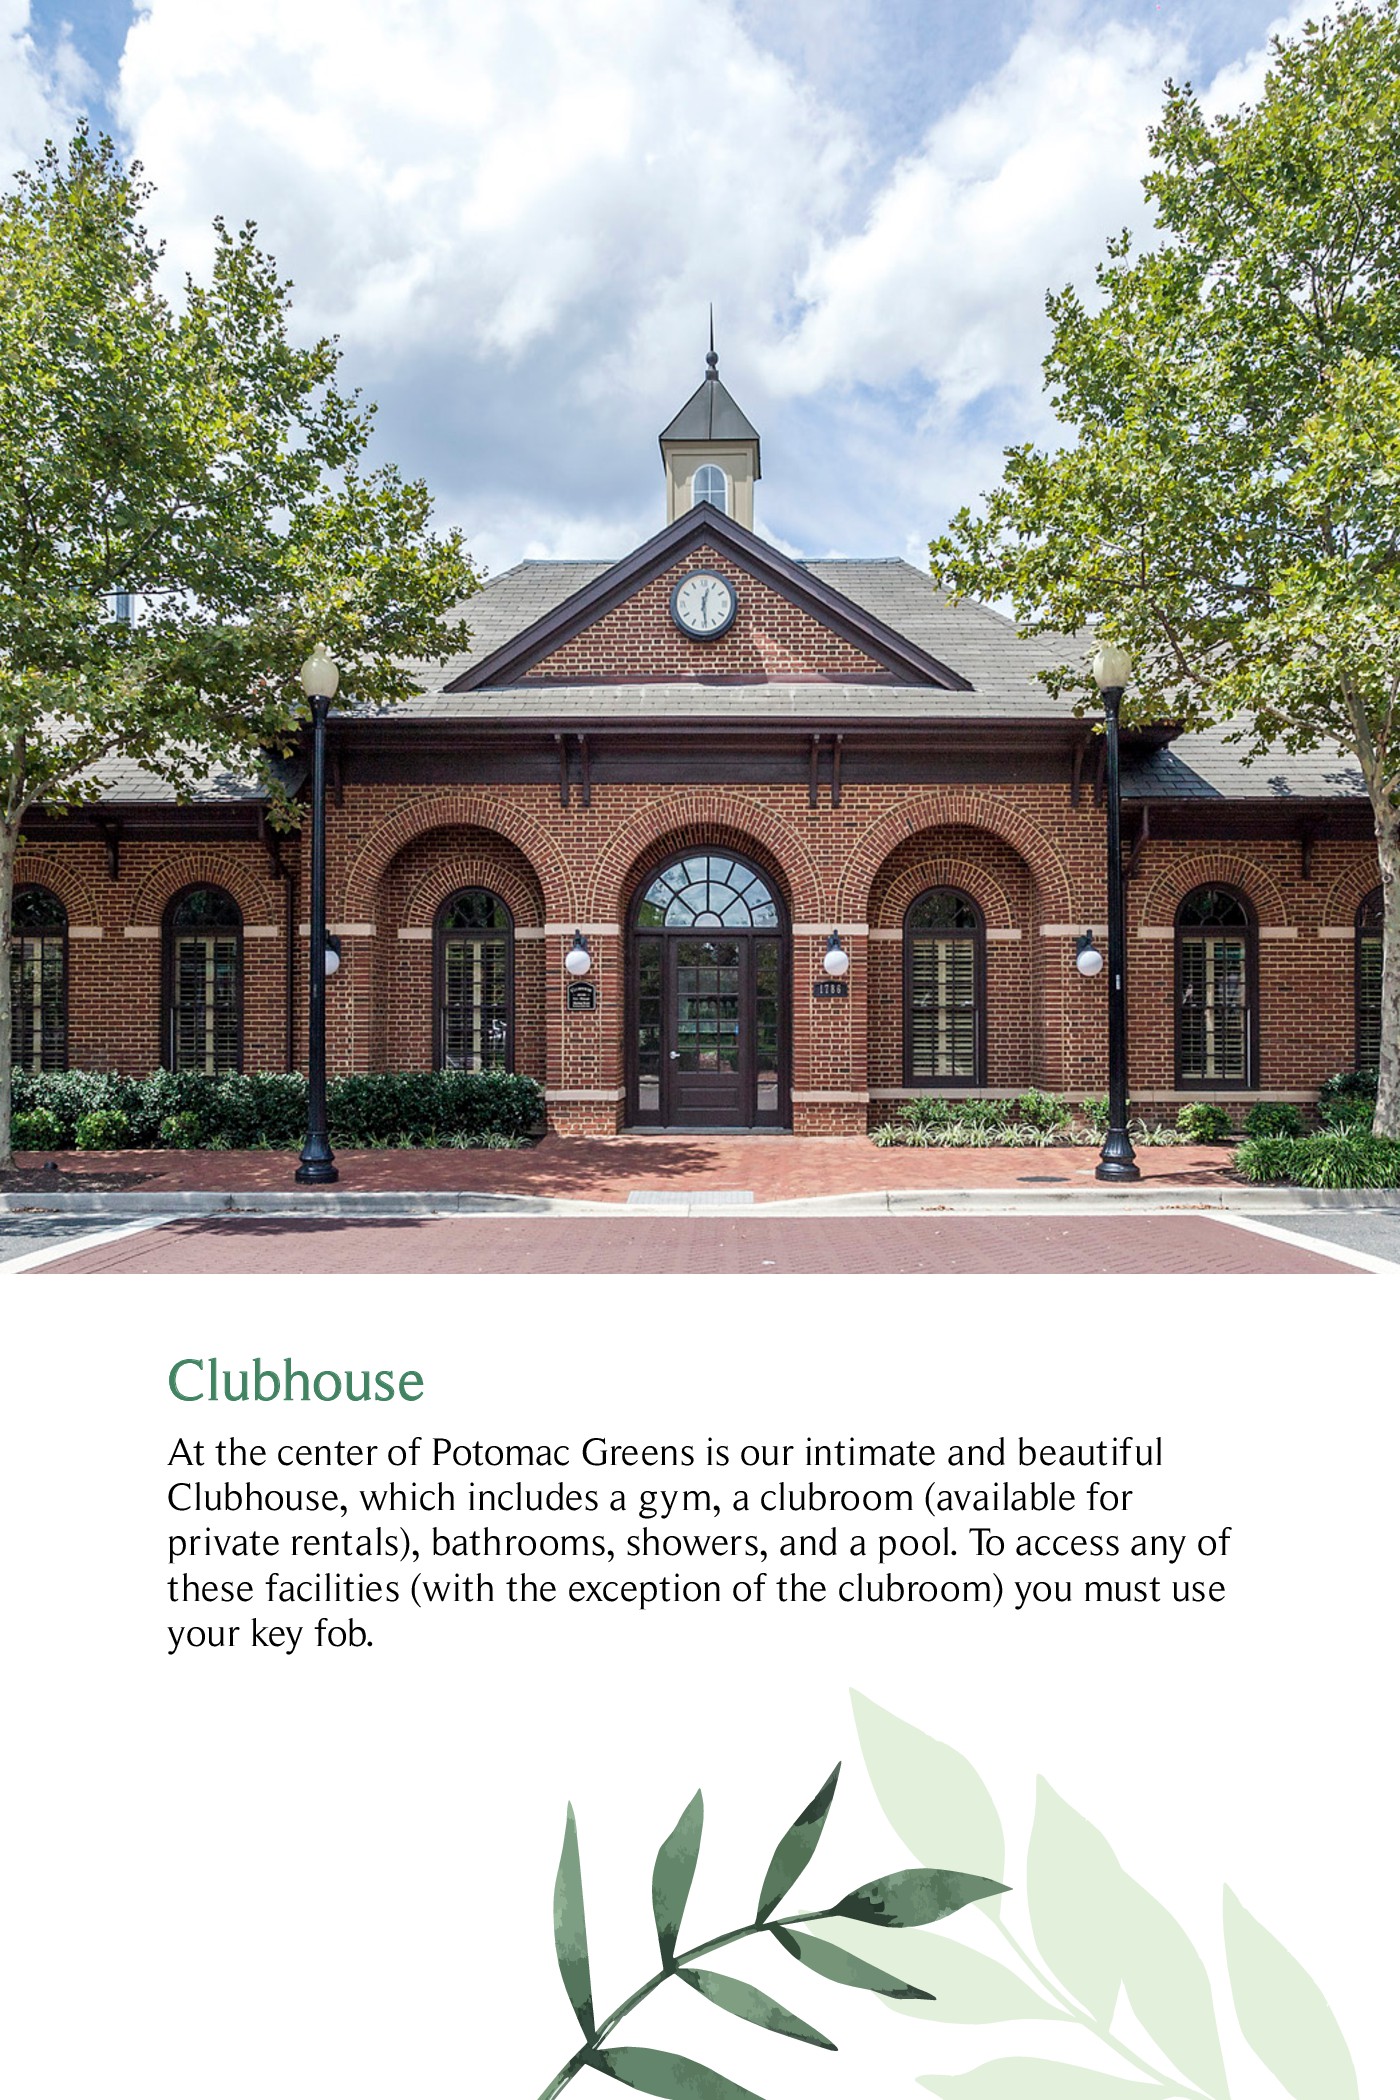 1786
Clubhouse
At the center of Potomac Greens is our intimate and beautiful
Clubhouse, which includes a gym, a clubroom (available for
private rentals), bathrooms, showers, and a pool. To access any of
these facilities (with the exception of the clubroom) you must use
your key fob.